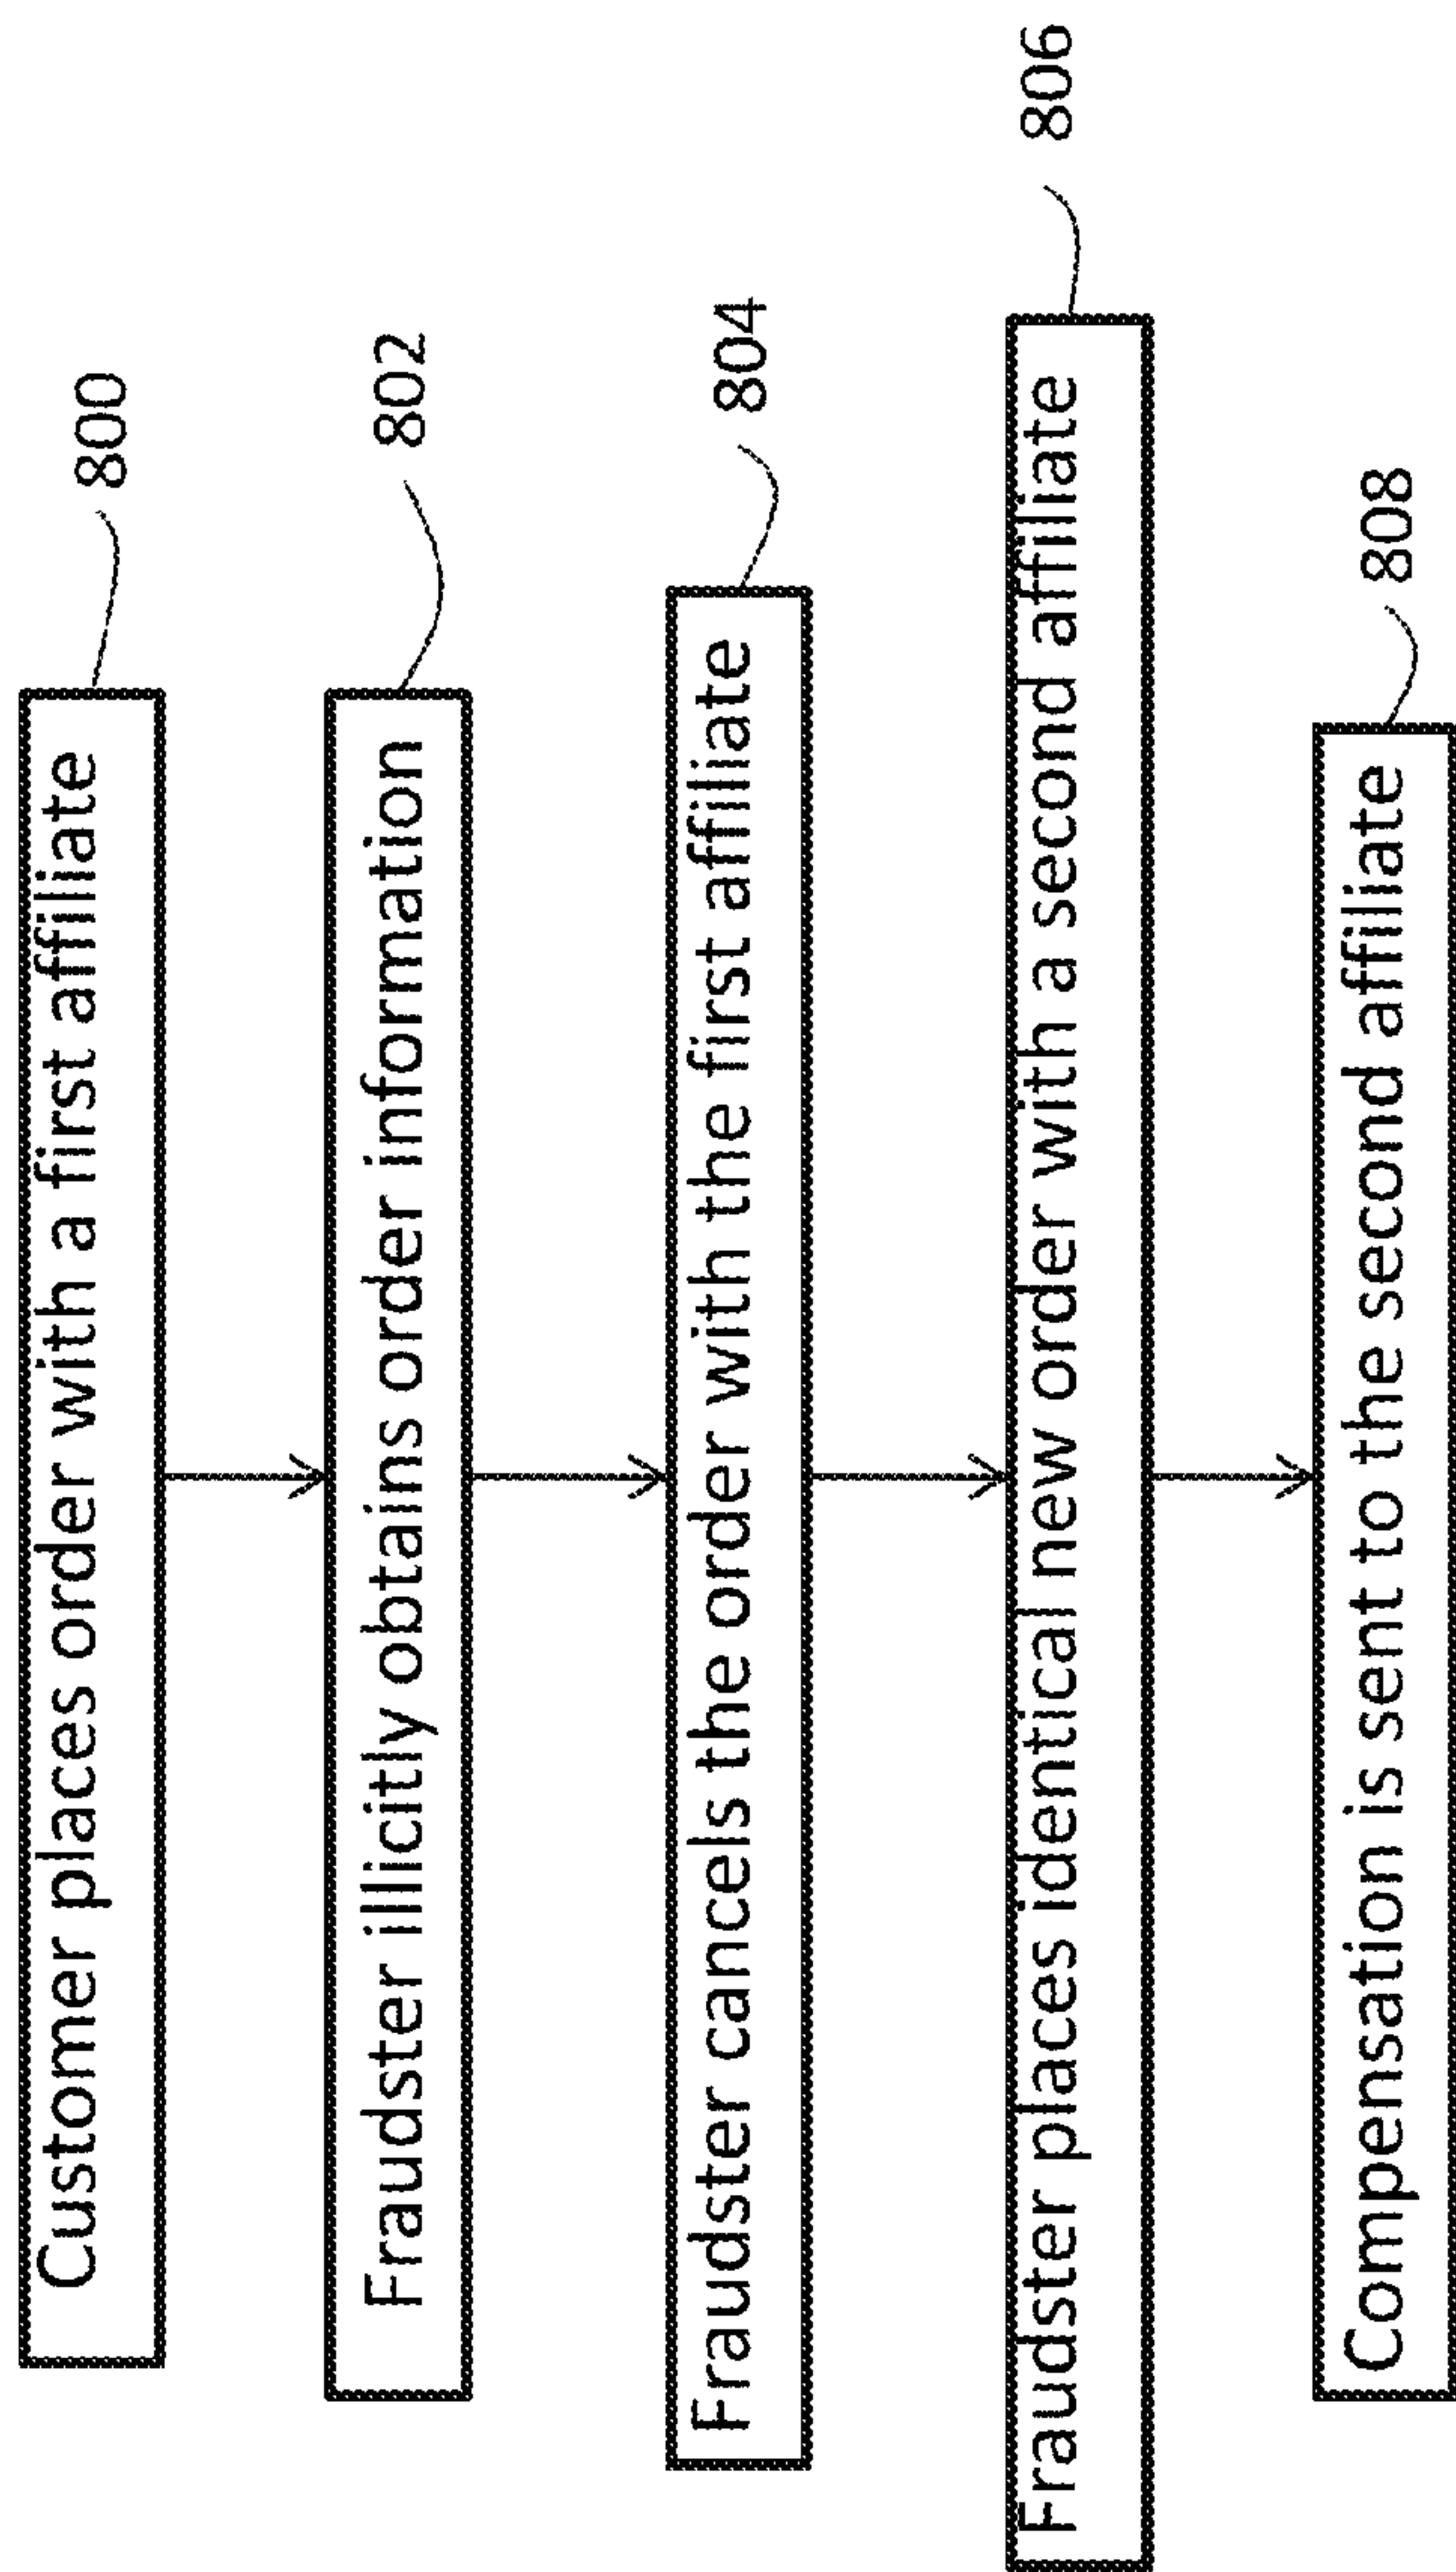 Customer places order with a first affiliate
800
Fraudster illicitly obtains order information
802
Fraudster cancels the order with the first affiliate
804
Fraudster places identical new order with a second affiliate
806
Compensation is sent to the second affiliate
808